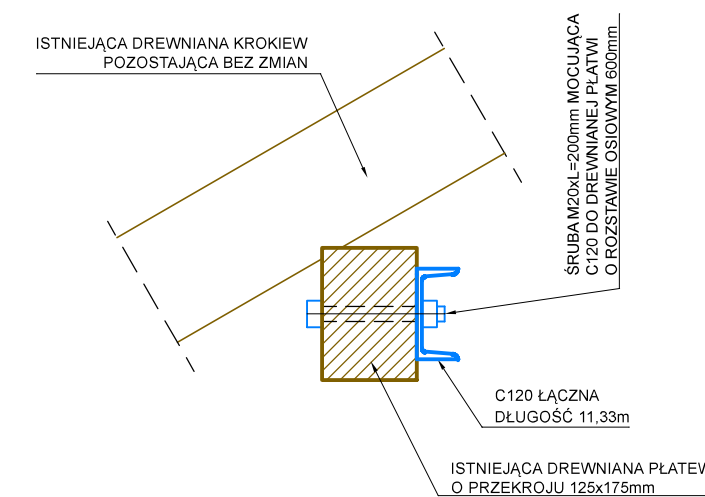 ISTNIEJĄCA DREWNIANA KROKIEW
POZOSTAJĄCA BEZ ZMIAN
ŚRUBA M20xL=200mm MOCUJĄCA
C120 DO DREWNIANEJ PŁATWI
O ROZSTAWIE OSIOWYM 600mm
C120 ŁĄCZNA
DŁUGOŚĆ 11,33m
ISTNIEJĄCA DREWNIANA PŁATEW
O PRZEKROJU 125x175mm